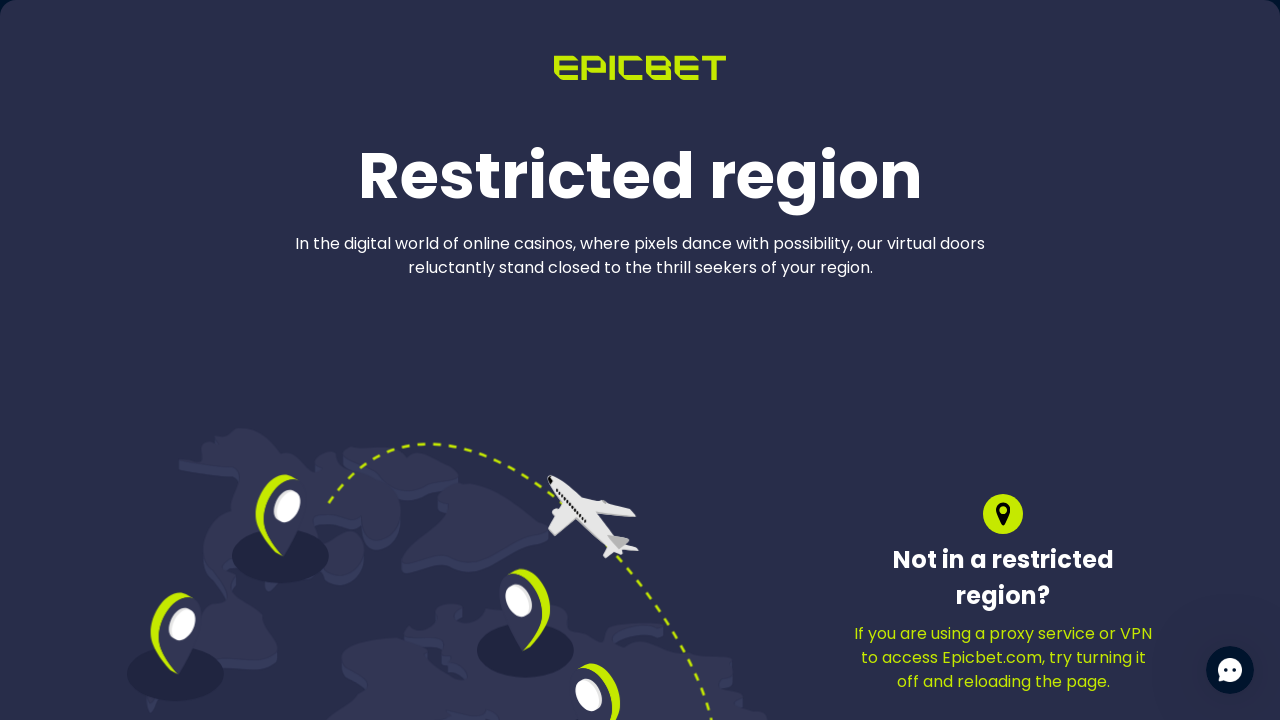 EPICBET
Restricted region
In the digital world of online casinos, where pixels dance with possibility, our virtual doors
reluctantly stand closed to the thrill seekers of your region.
Not in a restricted
region?
If you are using a proxy service or VPN
to access Epicbet.com, try turning it
off and reloading the page.